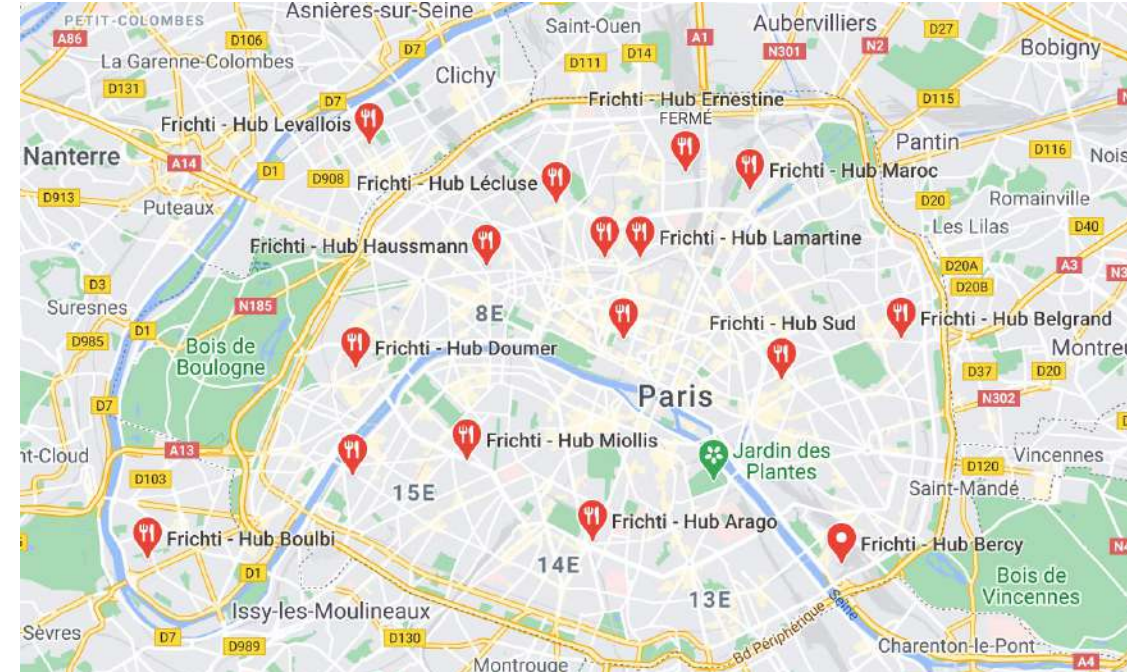 PETIT-COLOMBES
Asnières-sur-Seine
Saint-Ouen
Aubervilliers
A86
D106
D7
A1
N301
N2
D27
Bobigny
La Garenne-Colombes
Clichy
D111
D14
D131
D7
Frichti - Hub Ernestine
FERMÉ
D115
Frichti - Hub Levallois
Nanterre
A14
D1
D908
Pantin
D116
Frichti - Hub Lécluse
Frichti - Hub Maroc
D913
Puteaux
D20
Romainville
Les Lilas
D40
Frichti - Hub Haussmann
Frichti - Hub Lamartine
D20A
A3
D3
D20B
Suresnes
N185
8E
Frichti - Hub Sud
Frichti - Hub Belgrand
D1
D985
Bois de
Boulogne
Frichti - Hub Doumer
D37
D20
N302
Paris
D7
A13
Frichti - Hub Miollis
Jardin des
Plantes
Vincennes
D120
D103
15E
Saint-Mandé
Frichti - Hub Boulbi
Frichti - Hub Arago
Frichti - Hub Bercy
D1
14E
Bois de
Vincennes
13E
Issy-les-Moulineaux
Seine
Sèvres
D7
D989
D130
Bd Périphérique
Charenton-le-Pont
Montrouge
A4